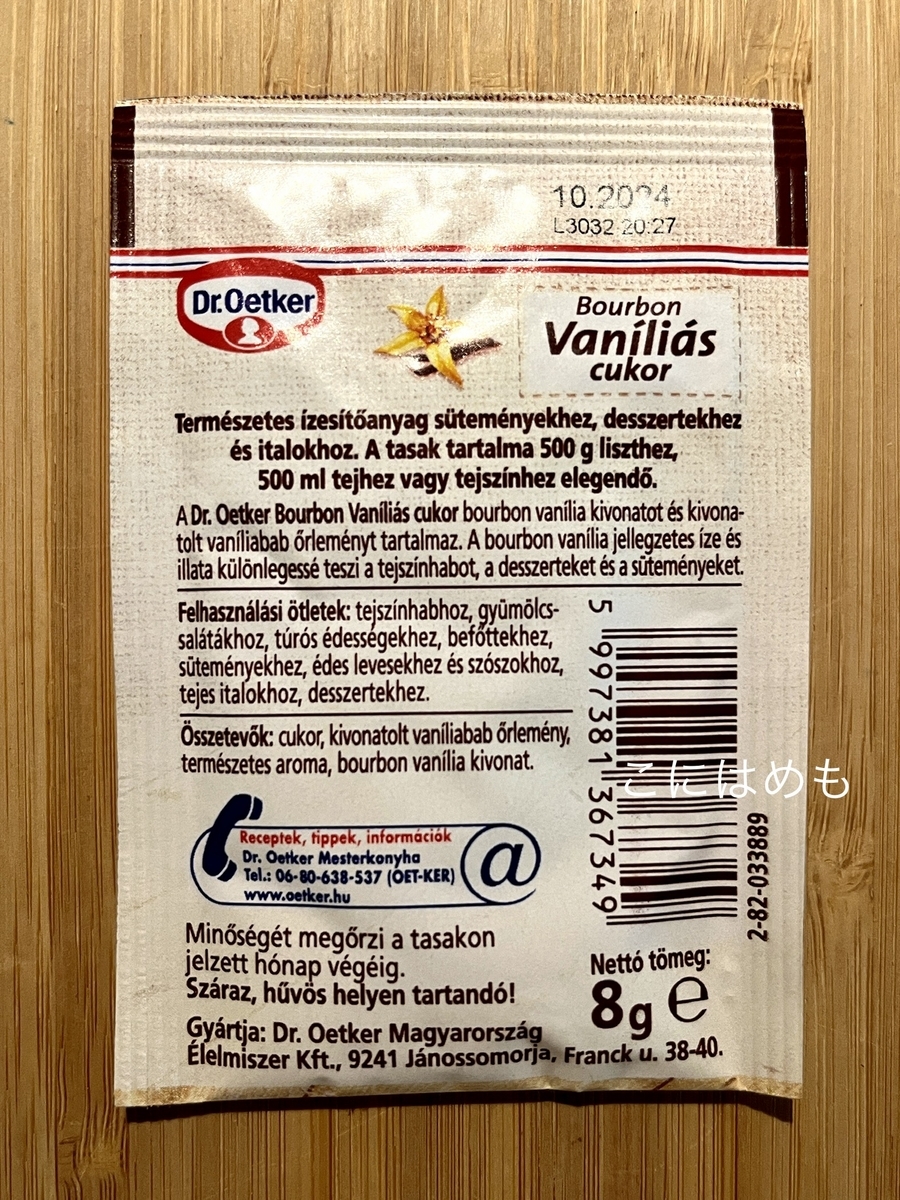 10.2024
L3032 20:27
Dr.Oetker
Bourbon
Vaníliás
cukor
Természetes ízesítőanyag süteményekhez, desszertekhez
és italokhoz. A tasak tartalma 500 g liszthez,
500 ml tejhez vagy tejszínhez elegendő.
A Dr. Oetker Bourbon Vaníliás cukor bourbon vanília kivonatot és kivona-
tolt vaníliabab őrleményt tartalmaz. A bourbon vanília jellegzetes íze és
illata különlegessé teszi a tejszínhabot, a desszerteket és a süteményeket.
Felhasználási ötletek: tejszínhabhoz, gyümölcs-
salátákhoz, túrós édességekhez, befőttekhez,
süteményekhez, édes levesekhez és szószokhoz,
tejes italokhoz, desszertekhez.
Összetevők: cukor, kivonatolt vaníliabab őrlemény,
természetes aroma, bourbon vanília kivonat.
5 997381 367349
こにはめも
2-82-033889
Receptek, tippek, információk
Dr. Oetker Mesterkonyha
Tel.: 06-80-638-537 (OET-KER)
www.oetker.hu
@
Minőségét megőrzi a tasakon
jelzett hónap végéig.
Száraz, hűvös helyen tartandó!
Nettó tömeg:
8g e
Gyártja: Dr. Oetker Magyarország
Élelmiszer Kft., 9241 Jánossomorja, Franck u. 38-40.